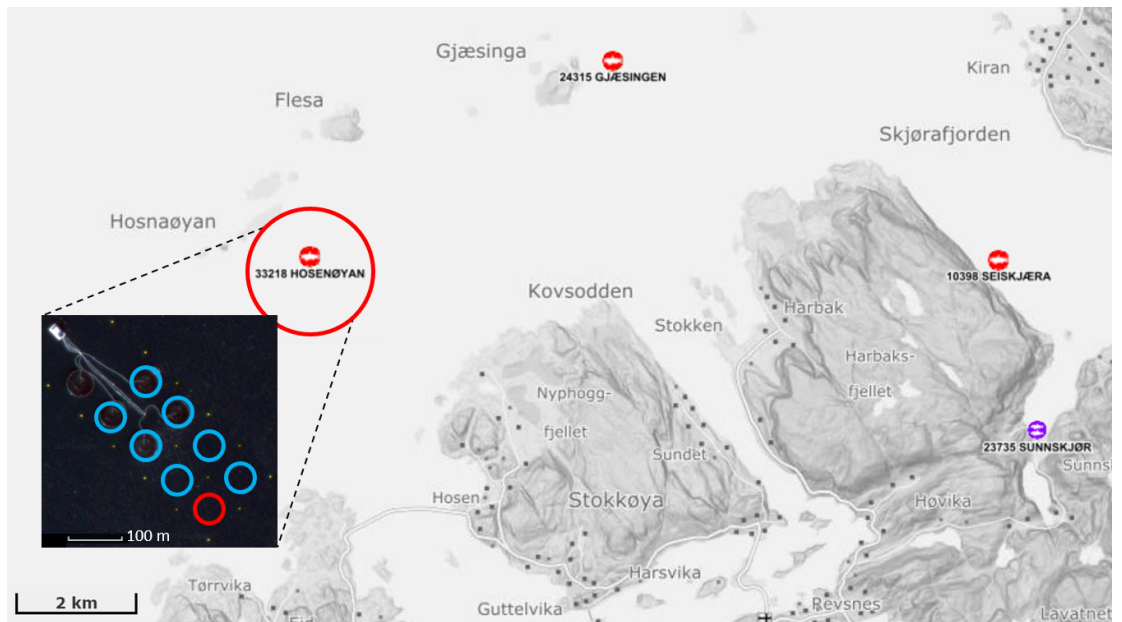 Gjæsinga
24315 GJÆSINGEN
Kiran
Flesa
Skjørafjorden
Hosnaøyan
33218 HOSENØYAN
10398 SEISKJÆRA
Kovsodden
Stokken
Harbak
Harbaks-
fjellet
Nyphogg-
fjellet
23735 SUNNSKJØR
Sundet
Hosen
Stokkøya
Høvika
100 m
Harsvika
Tørrvika
2 km
Guttelvika
Revsnes
Lavatnet